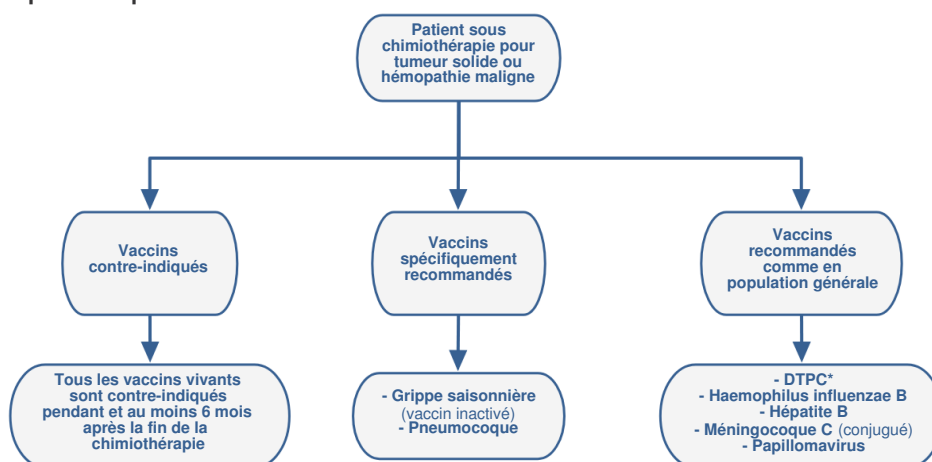 Patient sous
chimiothérapie pour
tumeur solide ou
hémopathie maligne
Vaccins
contre-indiqués
Vaccins
spécifiquement
recommandés
Vaccins
recommandés
comme en
population générale
Tous les vaccins vivants
sont contre-indiqués
pendant et au moins 6 mois
après la fin de la
chimiothérapie
- Grippe saisonnière
(vaccin inactivé)
- Pneumocoque
- DTPC*
- Haemophilus influenzae B
- Hépatite B
- Méningocoque C (conjugué)
- Papillomavirus